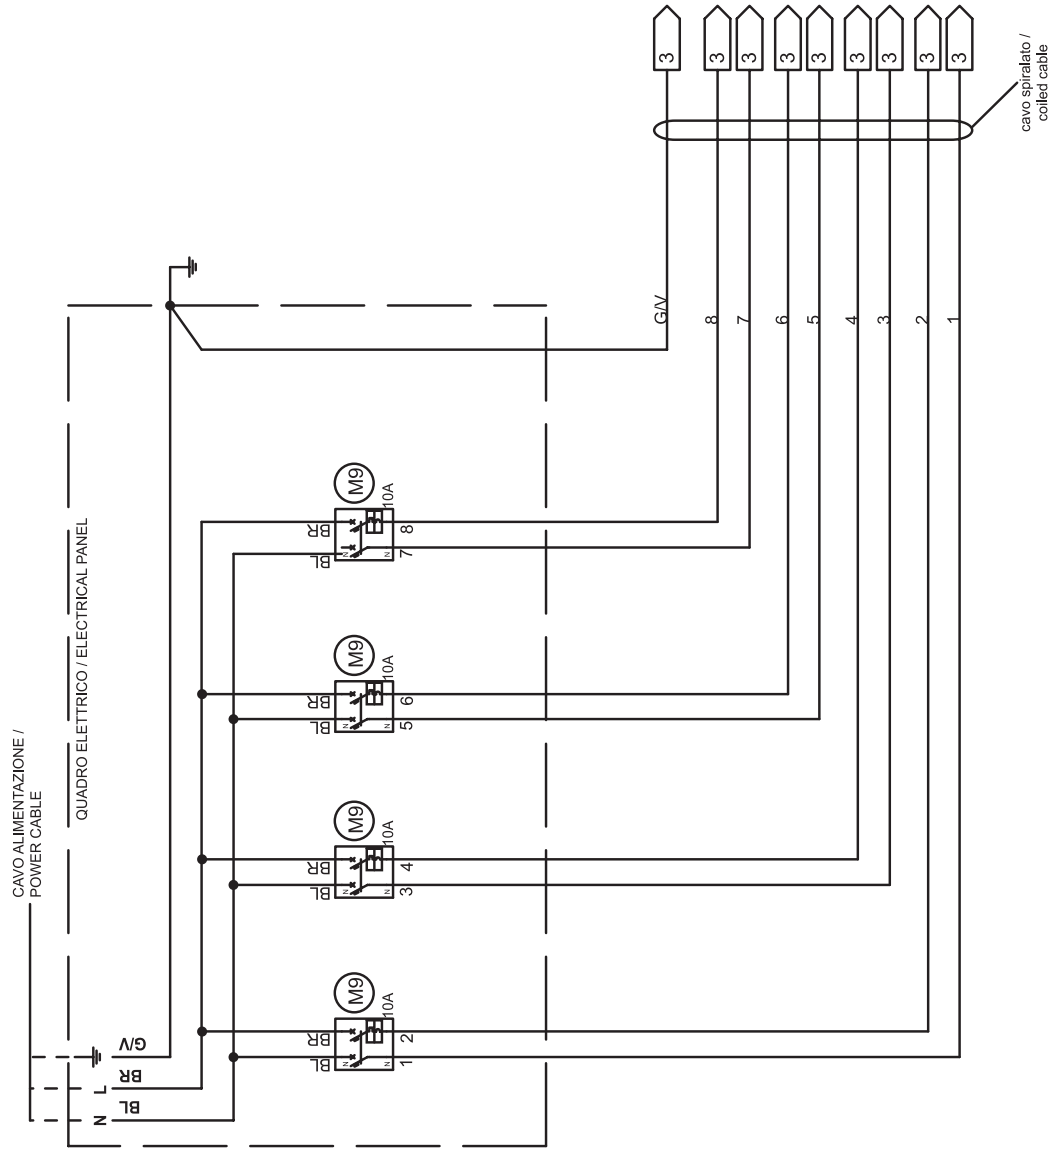 CAVO ALIMENTAZIONE /
POWER CABLE
QUADRO ELETTRICO / ELECTRICAL PANEL
N
L
BL
BR
G/V
BL
BR
N
N
1
2
M9
10A
BL
BR
N
N
3
4
M9
10A
BL
BR
N
N
5
6
M9
10A
BL
BR
N
N
7
8
M9
10A
G/V
8
7
6
5
4
3
2
1
3
3
3
3
3
3
3
3
3
cavo spiralato /
coiled cable